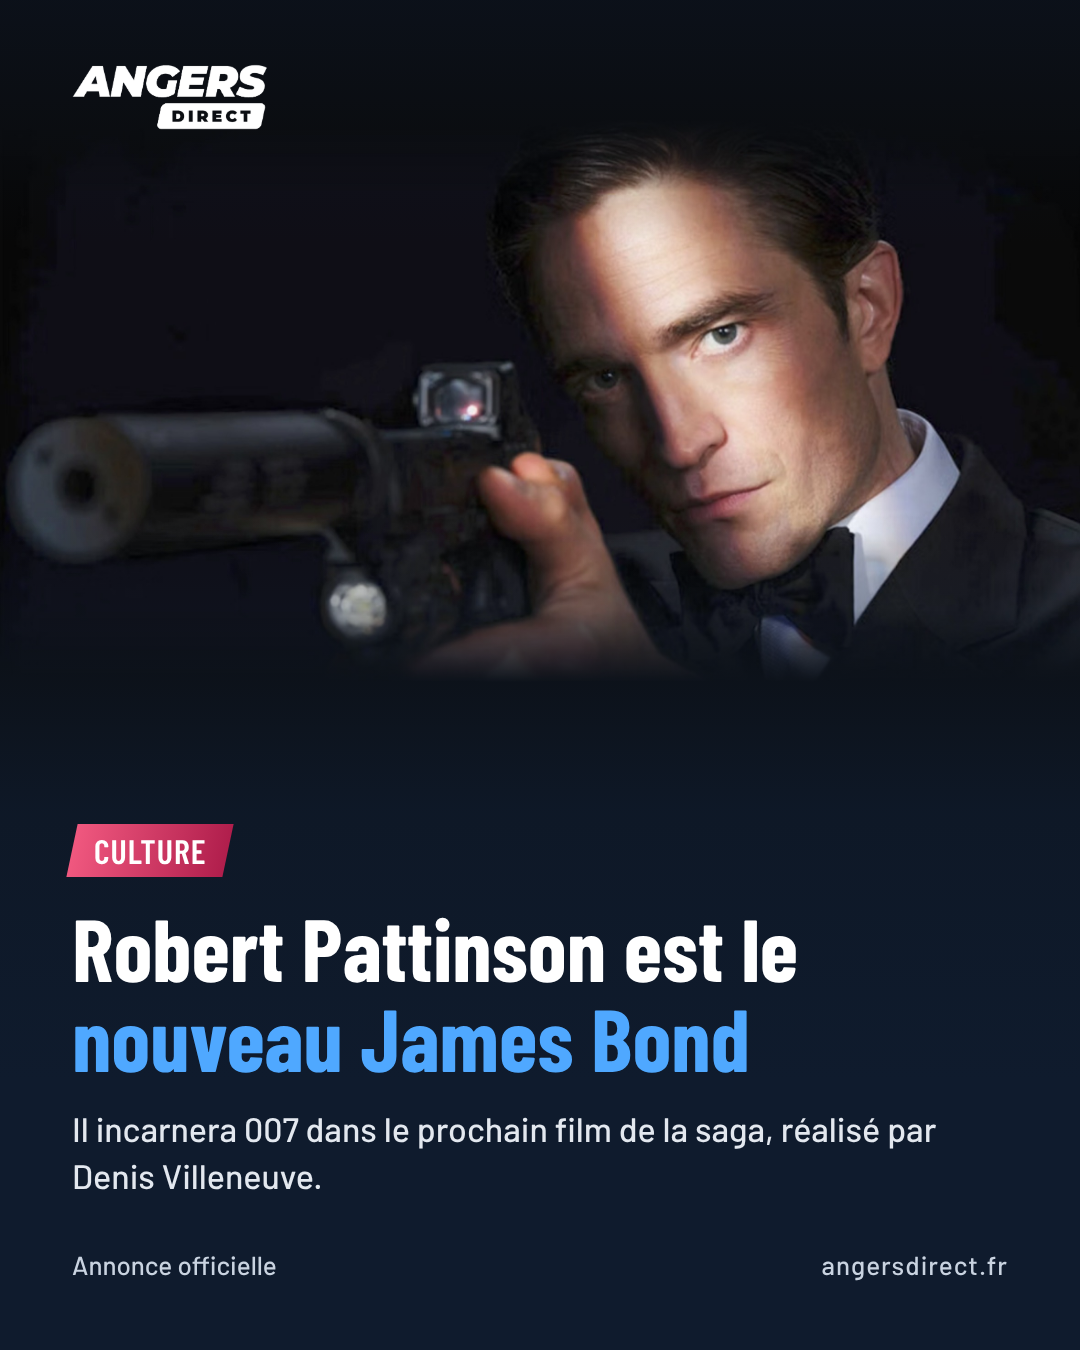 ANGERS
DIRECT
CULTURE
Robert Pattinson est le
nouveau James Bond
Il incarnera 007 dans le prochain film de la saga, réalisé par
Denis Villeneuve.
Annonce officielle
angersdirect.fr